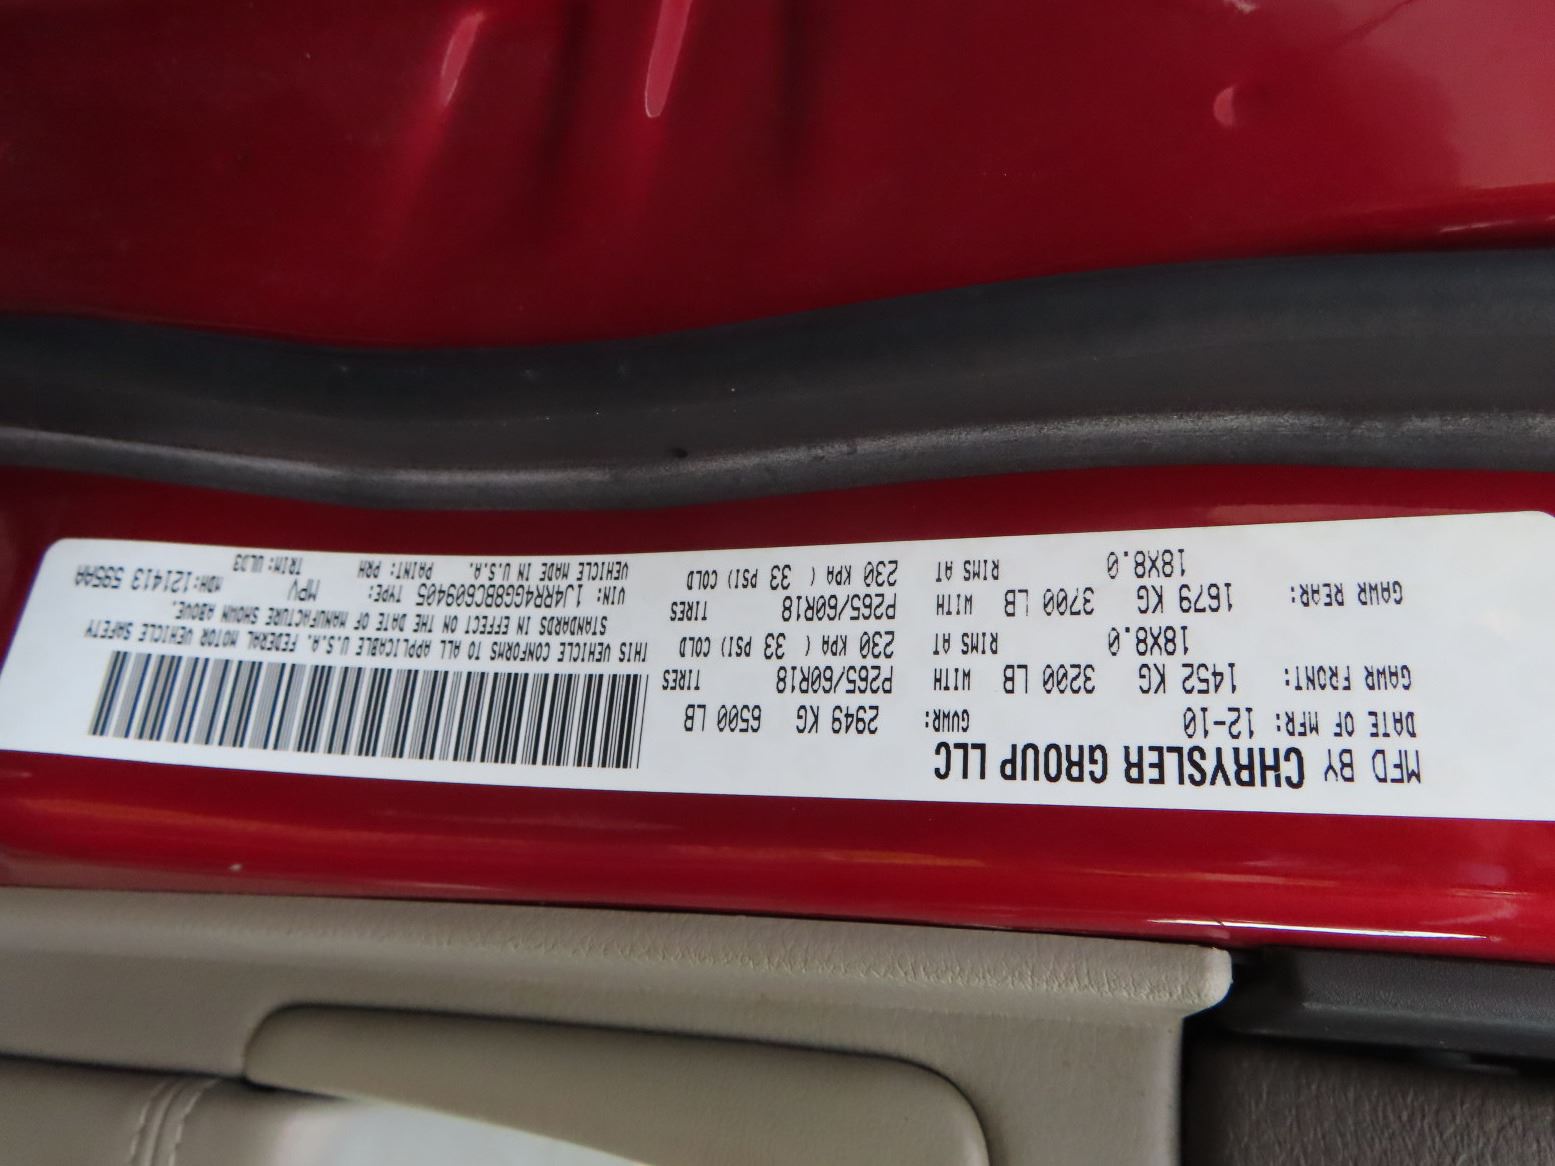 MFD BY CHRYSLER GROUP LLC
DATE OF MFR: 12-10 GVWR: 2949 KG 6500 LB
GAWR FRONT: 1452 KG 3200 LB WITH P265/60R18 TIRES
18X8.0 RIMS AT 230 KPA ( 33 PSI) COLD
GAWR REAR: 1679 KG 3700 LB WITH P265/60R18 TIRES
18X8.0 RIMS AT 230 KPA ( 33 PSI) COLD
THIS VEHICLE CONFORMS TO ALL APPLICABLE U.S.A. FEDERAL MOTOR VEHICLE SAFETY
STANDARDS IN EFFECT ON THE DATE OF MANUFACTURE SHOWN ABOVE.
VIN: 1J4RR4GG8BC609405 TYPE: MPV MDH: 121413 595AA
VEHICLE MADE IN U.S.A. PAINT: PRH TRIM: ULD3